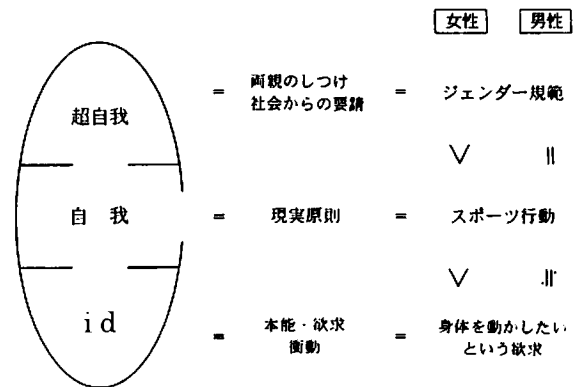 女性 男性
超自我 = 両親のしつけ 社会からの要請 = ジェンダー規範
∨ ||
自 我 = 現実原則 = スポーツ行動
∨ ||
id = 本能・欲求 衝動 = 身体を動かしたい という欲求